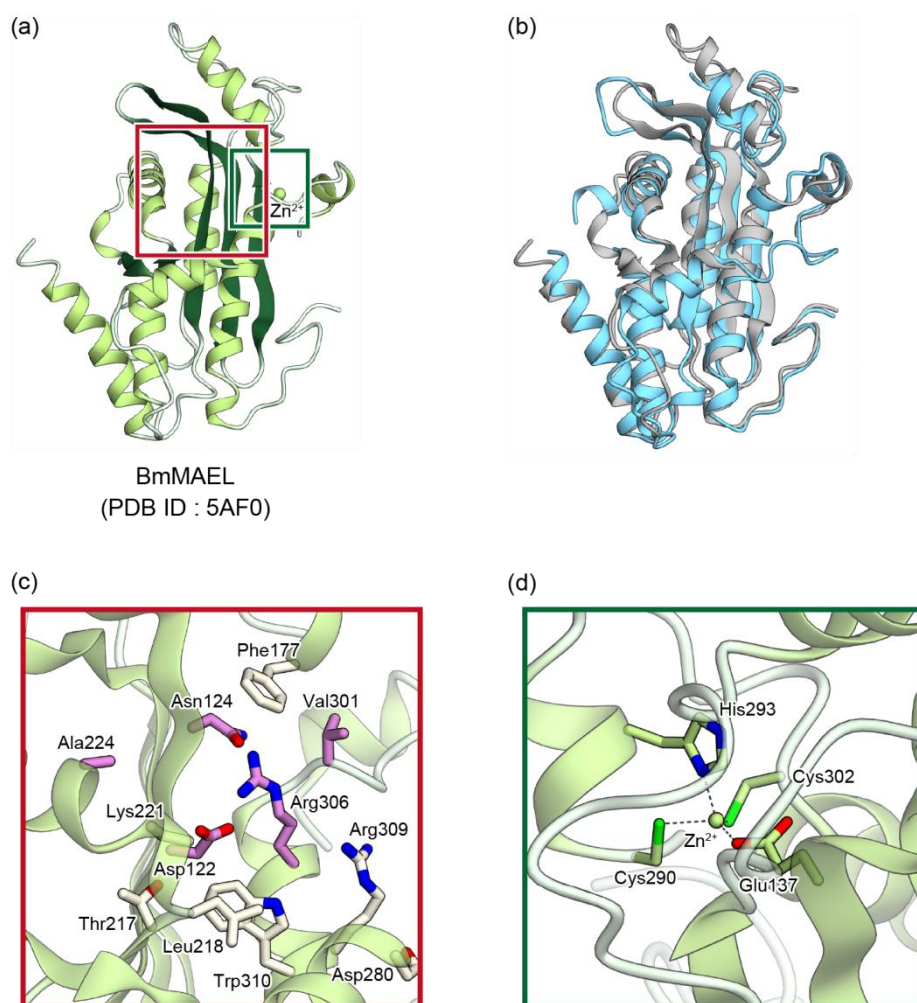 (a)
(b)
Zn²⁺
BmMAEL
(PDB ID : 5AF0)
(c)
(d)
Phe177
Asn124
Val301
Ala224
Lys221
Arg306
Arg309
Asp122
Thr217
Leu218
Trp310
Asp280
His293
Cys302
Zn²⁺
Cys290
Glu137